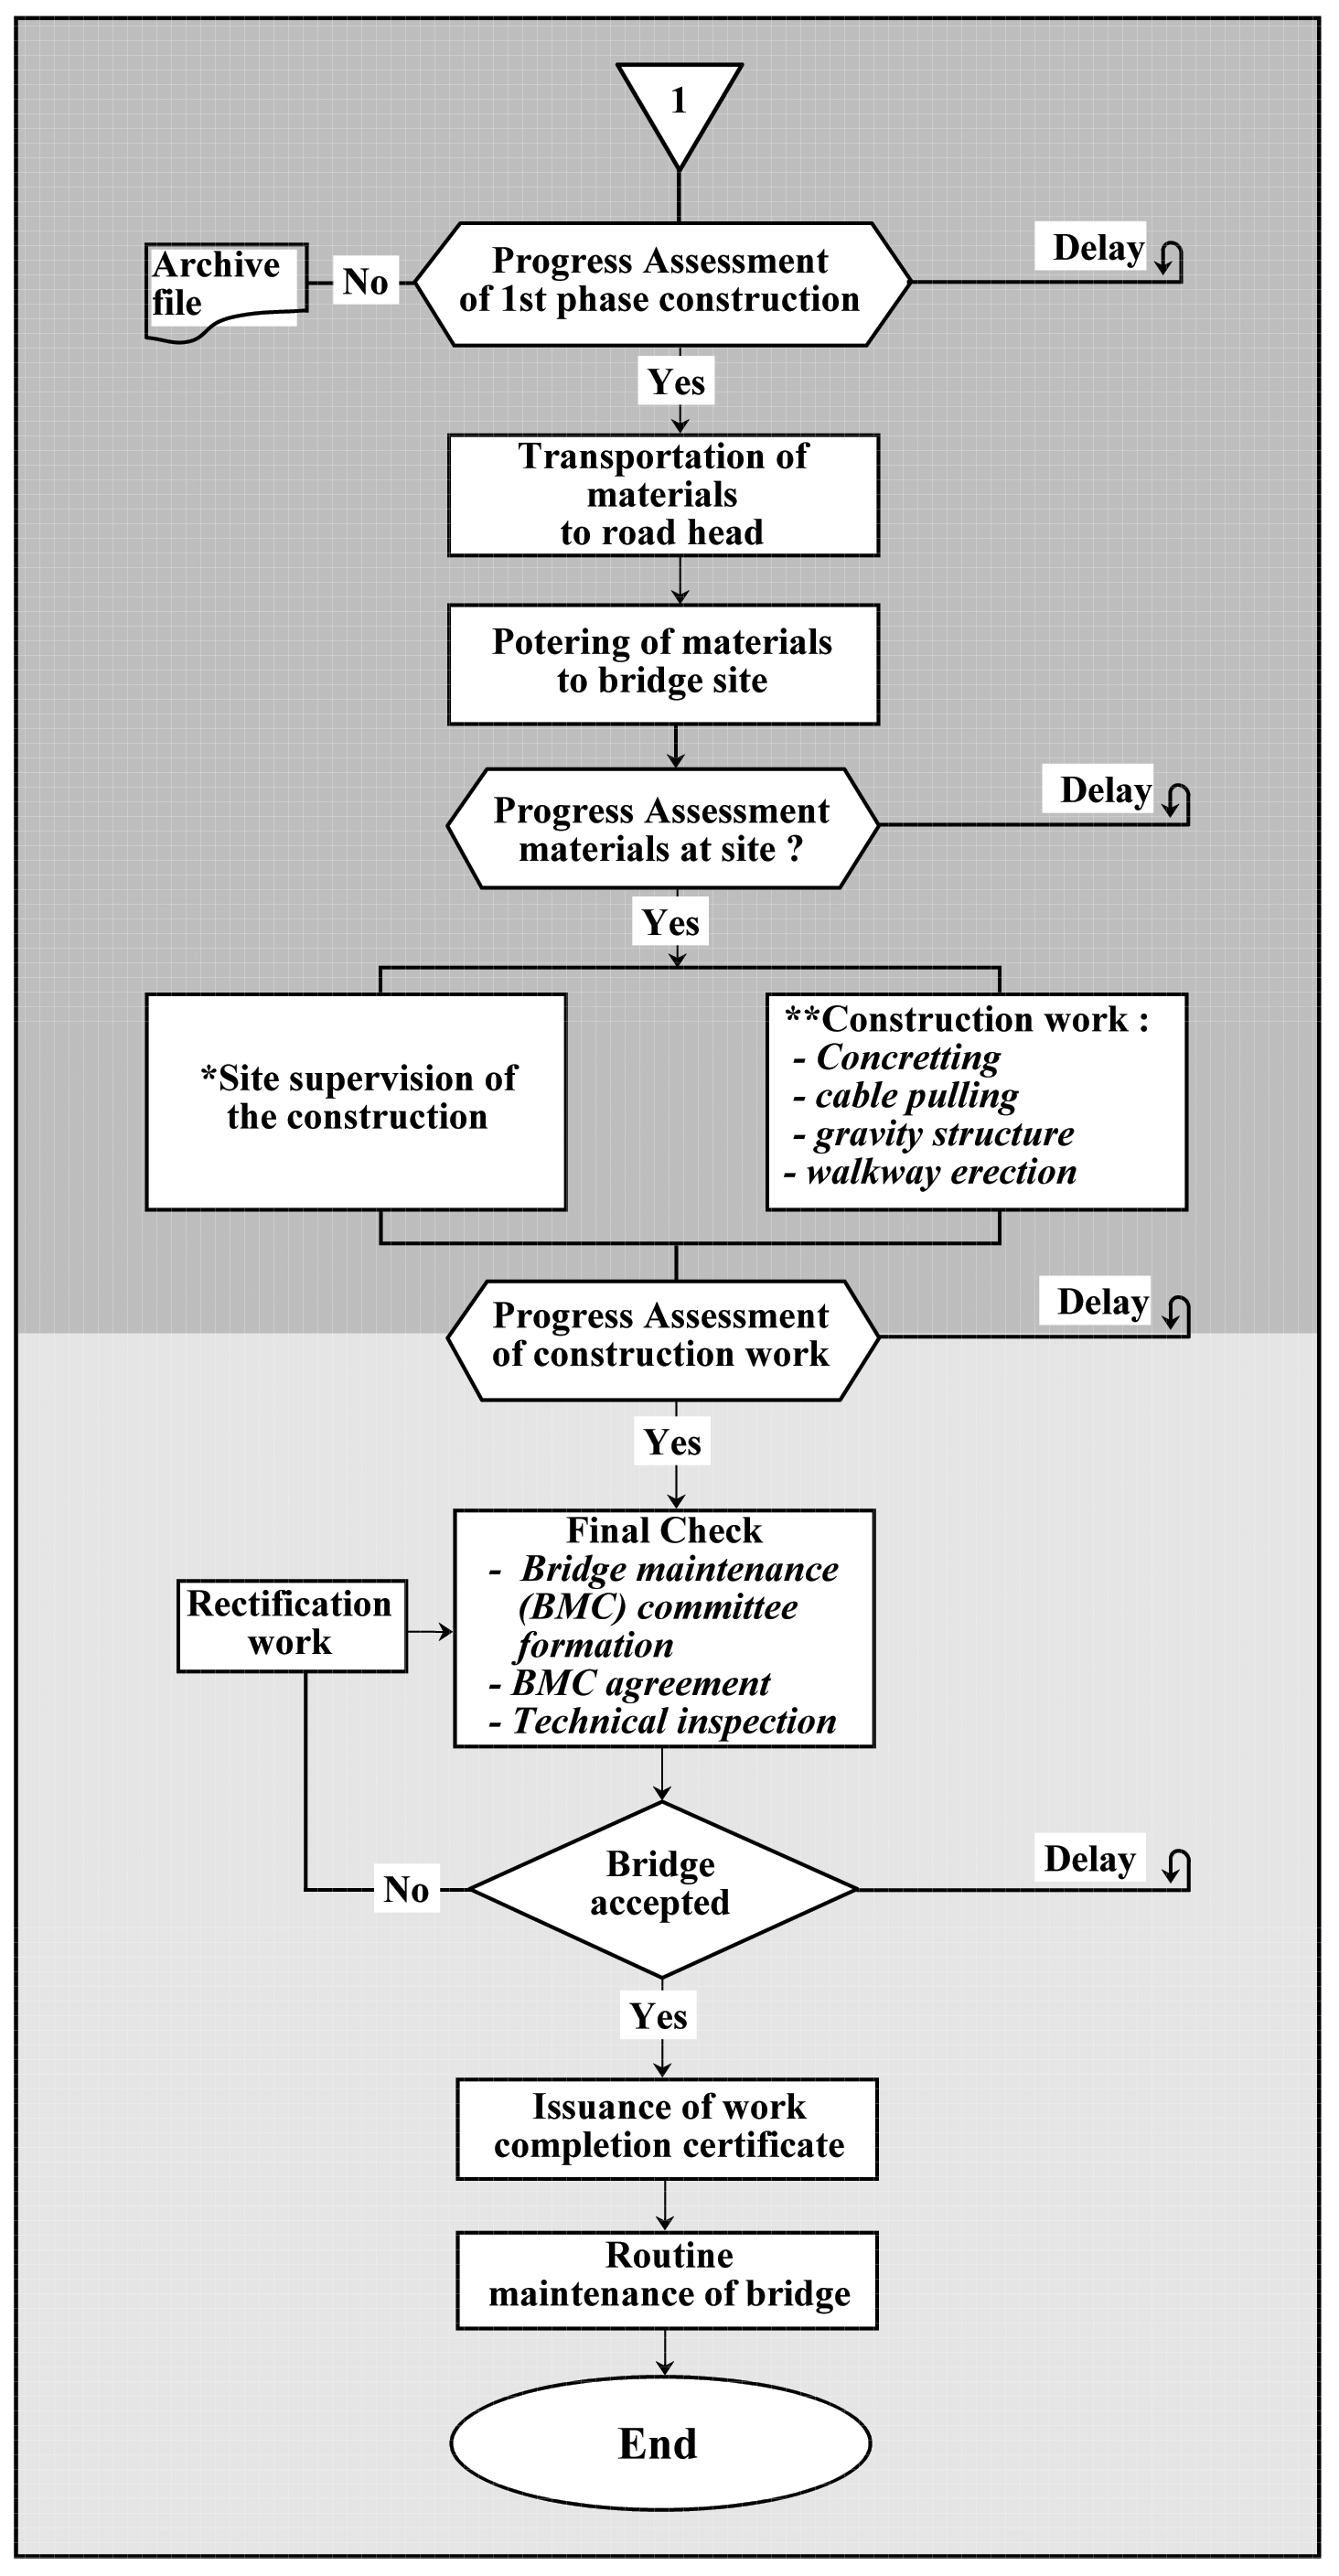 1
Progress Assessment
of 1st phase construction
Delay
Archive
file
No
Yes
Transportation of
materials
to road head
Potering of materials
to bridge site
Progress Assessment
materials at site ?
Delay
Yes
*Site supervision of
the construction
**Construction work :
- Concretting
- cable pulling
- gravity structure
- walkway erection
Progress Assessment
of construction work
Delay
Yes
Final Check
- Bridge maintenance
(BMC) committee
formation
- BMC agreement
- Technical inspection
Rectification
work
Bridge
accepted
No
Delay
Yes
Issuance of work
completion certificate
Routine
maintenance of bridge
End